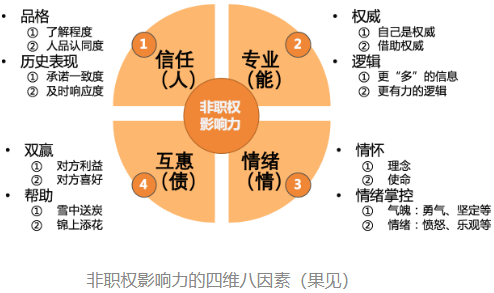 • 品格
① 了解程度
② 人品认同度
• 历史表现
① 承诺一致度
② 及时响应度
1
信任
（人）
2
专业
（能）
• 权威
① 自己是权威
② 借助权威
• 逻辑
① 更“多”的信息
② 更有力的逻辑
非职权
影响力
• 双赢
① 对方利益
② 对方喜好
• 帮助
① 雪中送炭
② 锦上添花
互惠
（债）
4
情绪
（情）
3
• 情怀
① 理念
② 使命
• 情绪掌控
① 气魄：勇气、坚定等
② 情绪：愤怒、乐观等
非职权影响力的四维八因素（果见）